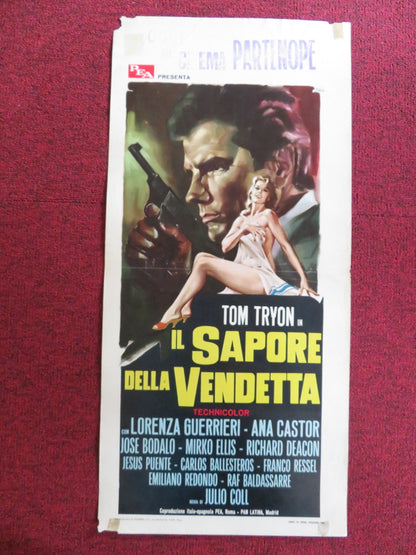 CINEMA PARTENOPE
PEA
PRESENTA
TOM TRYON IN
IL SAPORE
DELLA VENDETTA
TECHNICOLOR
CON LORENZA GUERRIERI - ANA CASTOR
JOSE BODALO - MIRKO ELLIS - RICHARD DEACON
JESUS PUENTE - CARLOS BALLESTEROS - FRANCO RESSEL
EMILIANO REDONDO - RAF BALDASSARRE
REGIA DI JULIO COLL
Coproduzione italo-spagnola PEA, Roma - PAN LATINA, Madrid